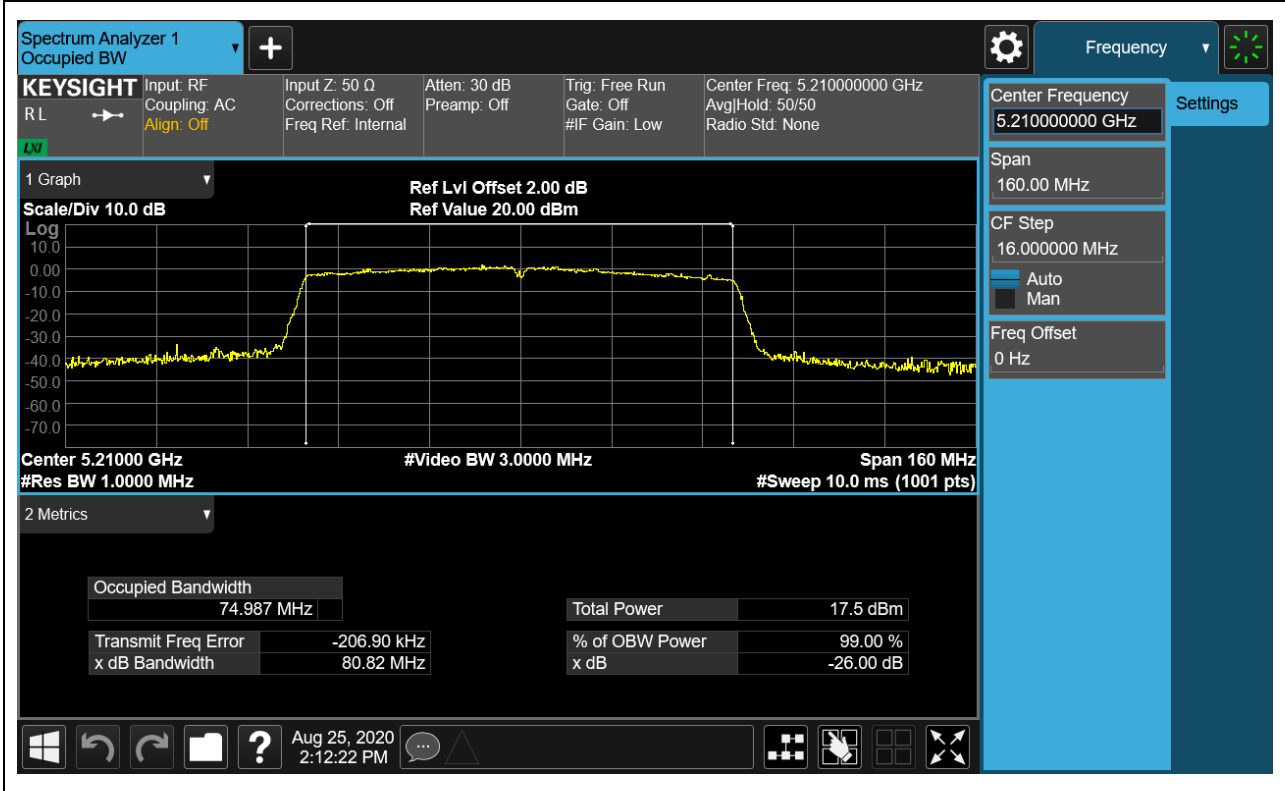 Spectrum Analyzer 1
Occupied BW
Frequency
KEYSIGHT
R L
LXI
Input: RF
Coupling: AC
Align: Off
Input Z: 50 Ω
Corrections: Off
Freq Ref: Internal
Atten: 30 dB
Preamp: Off
Trig: Free Run
Gate: Off
#IF Gain: Low
Center Freq: 5.210000000 GHz
Avg|Hold: 50/50
Radio Std: None
Center Frequency
5.210000000 GHz
Settings
Span
160.00 MHz
CF Step
16.000000 MHz
Auto
Man
Freq Offset
0 Hz
1 Graph
Ref Lvl Offset 2.00 dB
Scale/Div 10.0 dB
Ref Value 20.00 dBm
Log
10.0
0.00
-10.0
-20.0
-30.0
-40.0
-50.0
-60.0
-70.0
Center 5.21000 GHz
#Video BW 3.0000 MHz
Span 160 MHz
#Res BW 1.0000 MHz
#Sweep 10.0 ms (1001 pts)
2 Metrics
Occupied Bandwidth
74.987 MHz
Total Power 17.5 dBm
Transmit Freq Error -206.90 kHz
% of OBW Power 99.00 %
x dB Bandwidth 80.82 MHz
x dB -26.00 dB
?
Aug 25, 2020
2:12:22 PM